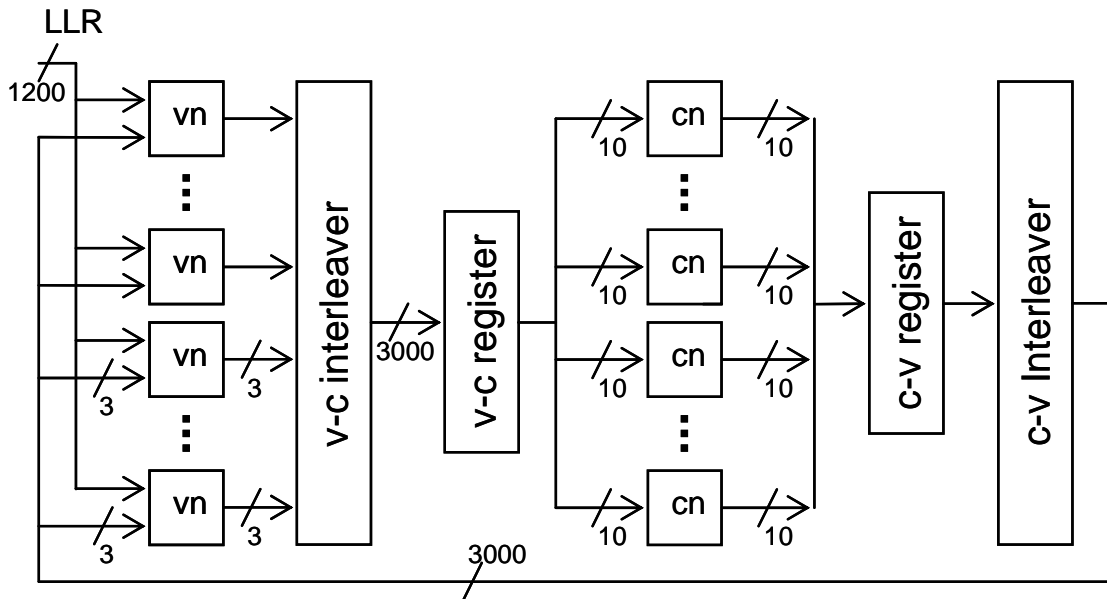 LLR
1200
vn
vn
vn
3
3
vn
3
3
v-c interleaver
3000
v-c register
10
cn
10
10
cn
10
10
cn
10
10
cn
10
c-v register
c-v Interleaver
3000